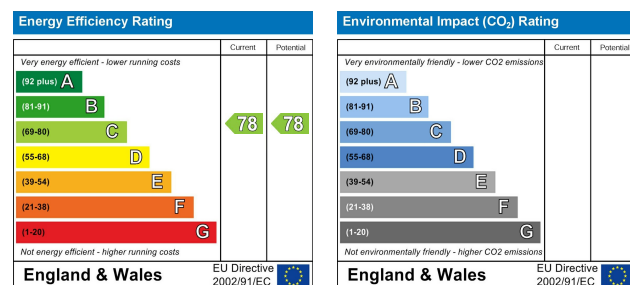 Energy Efficiency Rating
Current Potential
Very energy efficient - lower running costs
(92 plus) A
(81-91) B
(69-80) C
78 78
(55-68) D
(39-54) E
(21-38) F
(1-20) G
Not energy efficient - higher running costs
England & Wales
EU Directive
2002/91/EC
Environmental Impact (CO₂) Rating
Current Potential
Very environmentally friendly - lower CO2 emissions
(92 plus) A
(81-91) B
(69-80) C
(55-68) D
(39-54) E
(21-38) F
(1-20) G
Not environmentally friendly - higher CO2 emissions
England & Wales
EU Directive
2002/91/EC